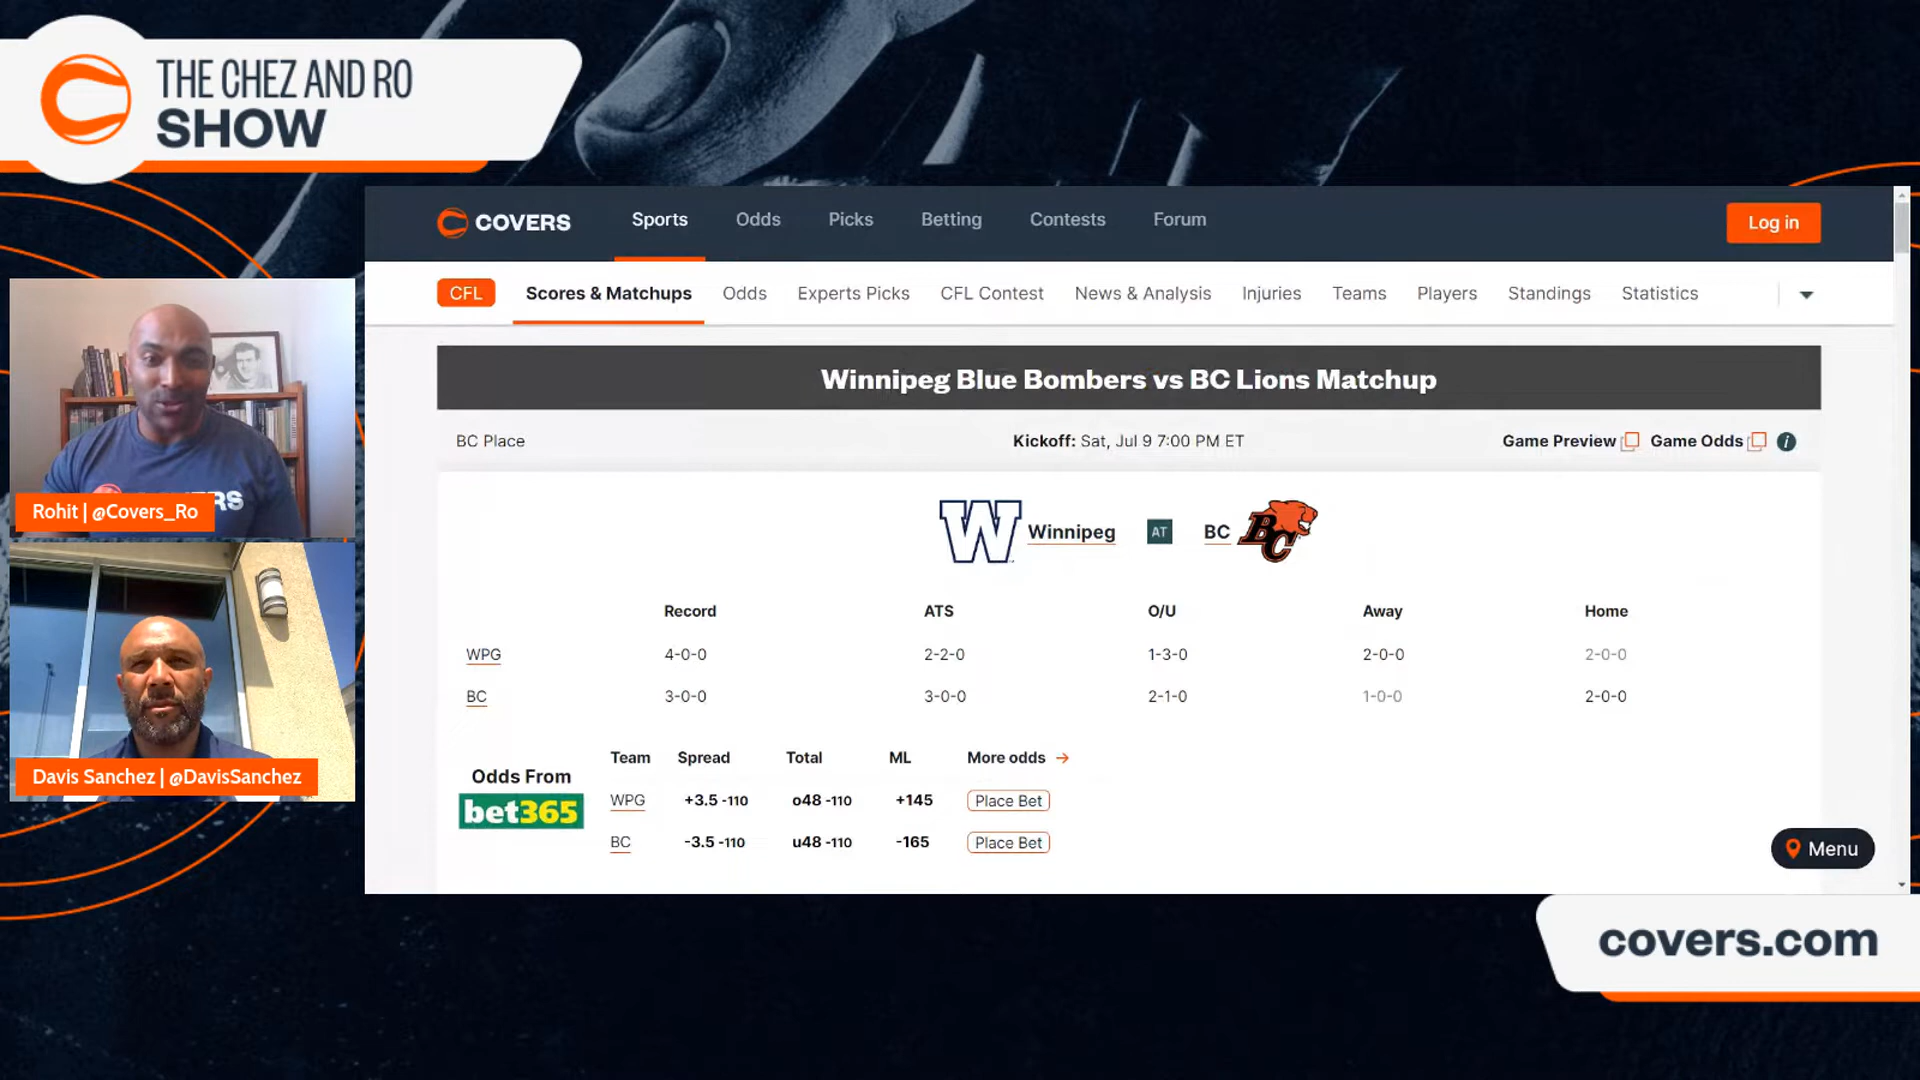 THE CHEZ AND RO
SHOW
COVERS
Sports Odds Picks Betting Contests Forum
Log in
CFL Scores & Matchups Odds Experts Picks CFL Contest News & Analysis Injuries Teams Players Standings Statistics
Winnipeg Blue Bombers vs BC Lions Matchup
BC Place Kickoff: Sat, Jul 9 7:00 PM ET Game Preview Game Odds i
W Winnipeg AT BC BC
Record ATS O/U Away Home
WPG 4-0-0 2-2-0 1-3-0 2-0-0 2-0-0
BC 3-0-0 3-0-0 2-1-0 1-0-0 2-0-0
Team Spread Total ML More odds →
Odds From
bet365
WPG +3.5 -110 o48 -110 +145 Place Bet
BC -3.5 -110 u48 -110 -165 Place Bet
Menu
Rohit | @Covers_Ro
Davis Sanchez | @DavisSanchez
covers.com